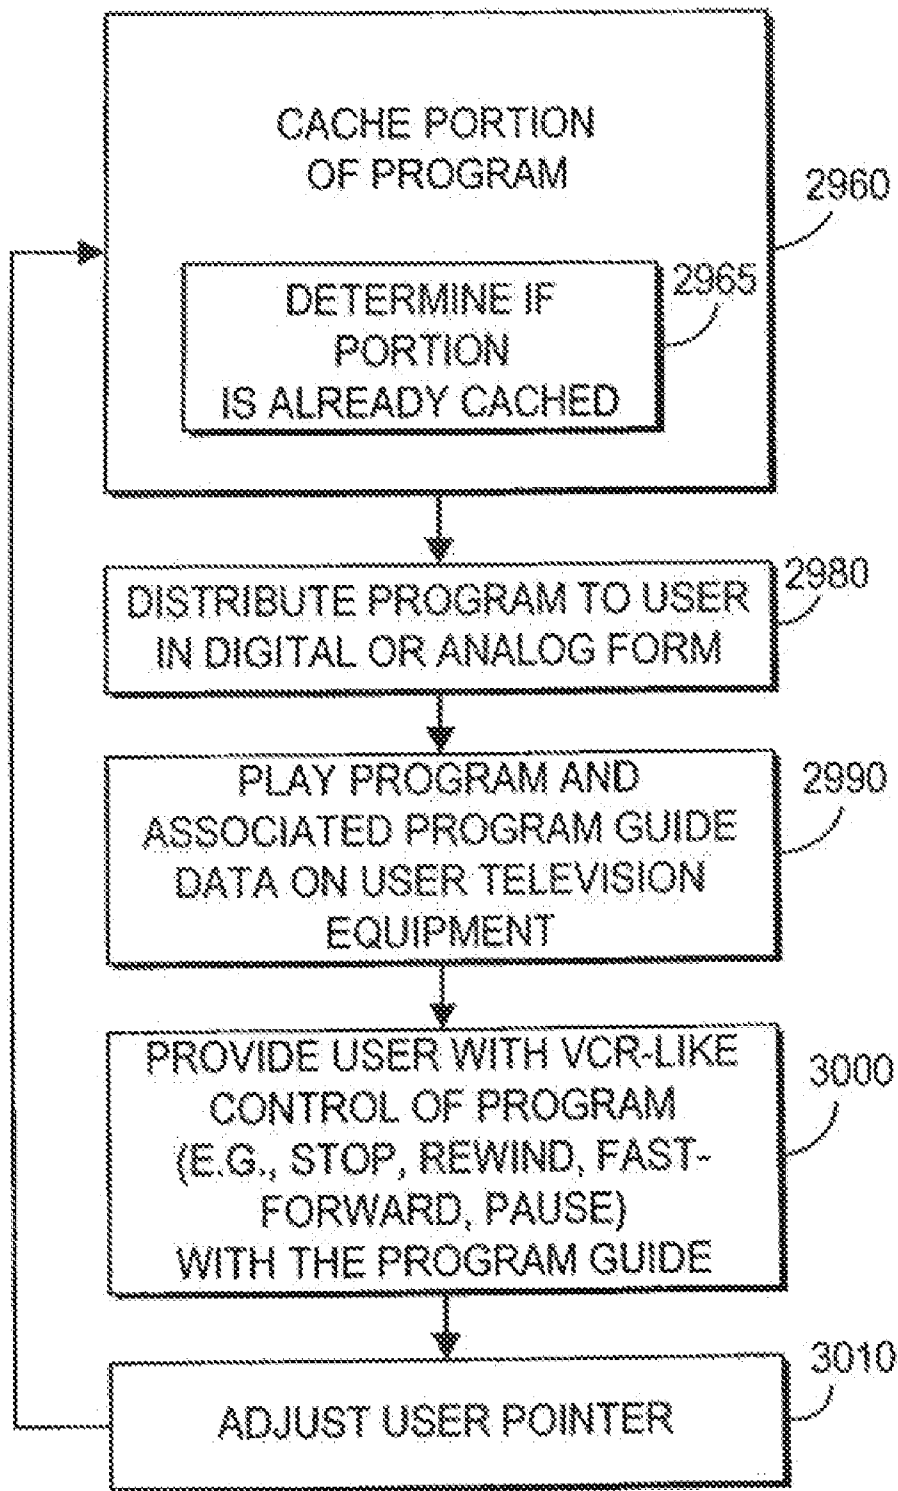 CACHE PORTION
OF PROGRAM
2960
DETERMINE IF
PORTION
IS ALREADY CACHED
2965
DISTRIBUTE PROGRAM TO USER
IN DIGITAL OR ANALOG FORM
2980
PLAY PROGRAM AND
ASSOCIATED PROGRAM GUIDE
DATA ON USER TELEVISION
EQUIPMENT
2990
PROVIDE USER WITH VCR-LIKE
CONTROL OF PROGRAM
(E.G., STOP, REWIND, FAST-
FORWARD, PAUSE)
WITH THE PROGRAM GUIDE
3000
ADJUST USER POINTER
3010